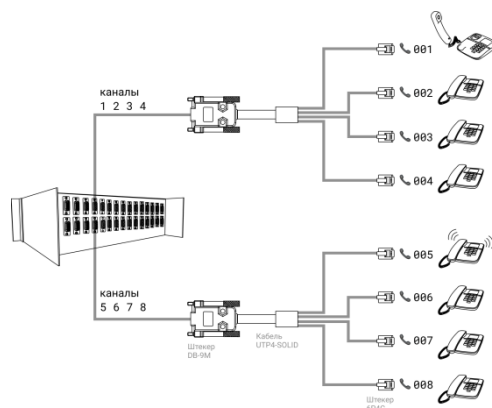 каналы
1 2 3 4
001
002
003
004
каналы
5 6 7 8
Штекер
DB-9M
Кабель
UTP4-SOLID
005
006
007
008
Штекер